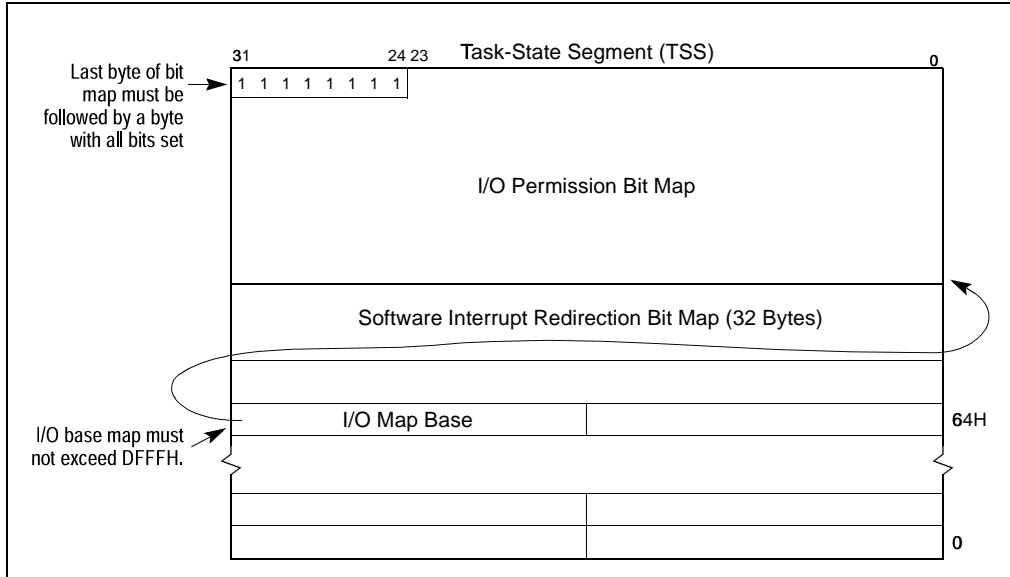 Task-State Segment (TSS)
31 24 23 0
Last byte of bit
map must be
followed by a byte
with all bits set
1 1 1 1 1 1 1 1
I/O Permission Bit Map
Software Interrupt Redirection Bit Map (32 Bytes)
I/O Map Base
64H
I/O base map must
not exceed DFFFH.
0